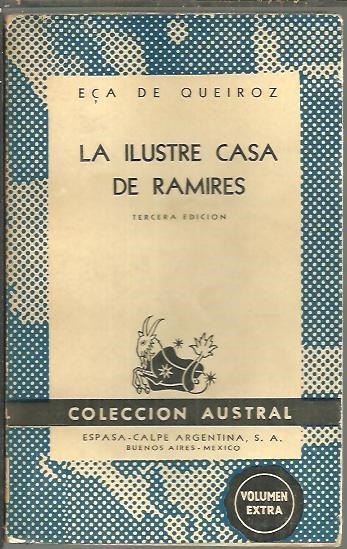 EÇA DE QUEIROZ
LA ILUSTRE CASA
DE RAMIRES
TERCERA EDICION
COLECCION AUSTRAL
ESPASA-CALPE ARGENTINA, S. A.
BUENOS AIRES-MEXICO
VOLUMEN
EXTRA